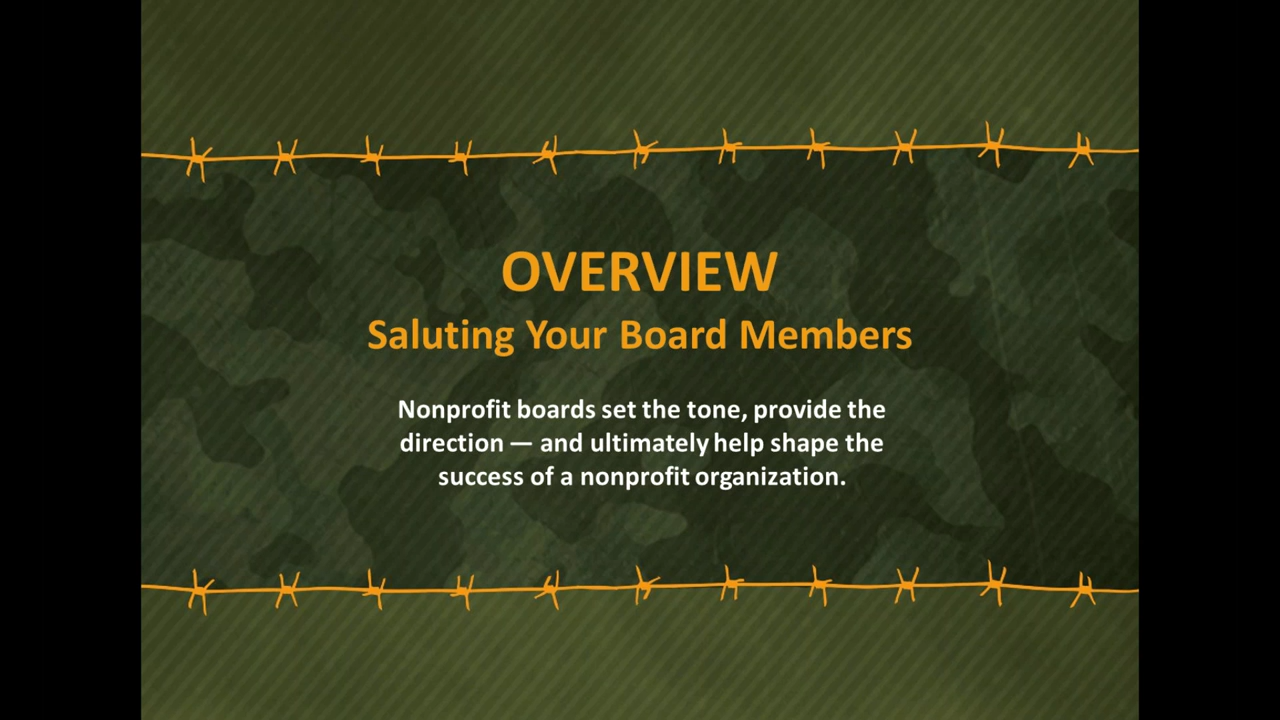 OVERVIEW
Saluting Your Board Members
Nonprofit boards set the tone, provide the
direction — and ultimately help shape the
success of a nonprofit organization.